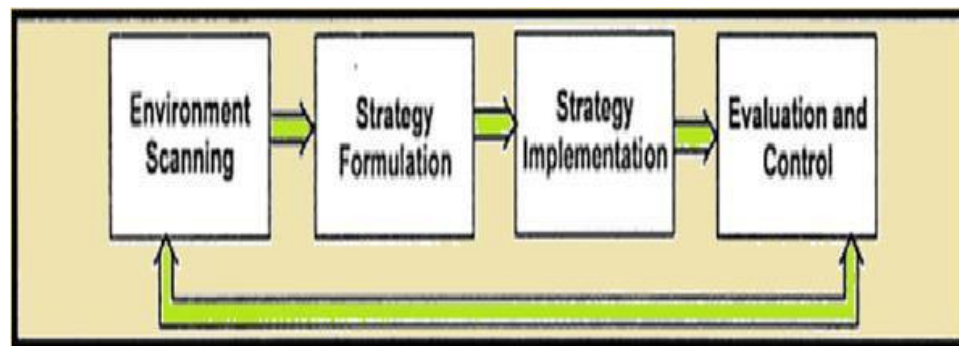 Environment
Scanning
Strategy
Formulation
Strategy
Implementation
Evaluation and
Control